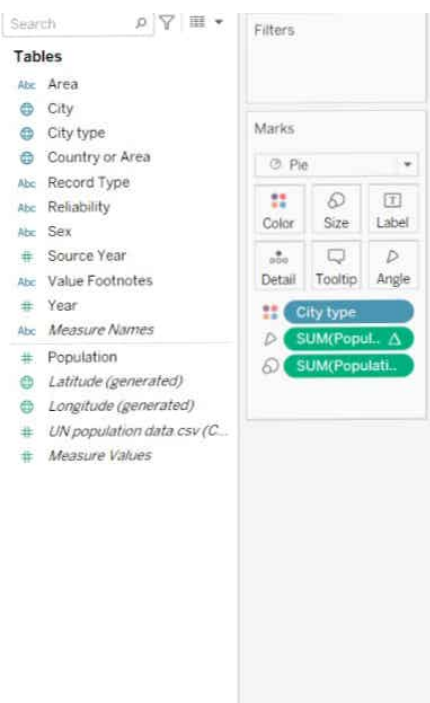 Search
Tables
Abc Area
City
City type
Country or Area
Abc Record Type
Abc Reliability
Abc Sex
# Source Year
Abc Value Footnotes
# Year
Abc Measure Names
# Population
Latitude (generated)
Longitude (generated)
# UN population data.csv (C...
# Measure Values
Filters
Marks
Pie
Color Size Label
Detail Tooltip Angle
City type
SUM(Popul.. Δ
SUM(Populati..